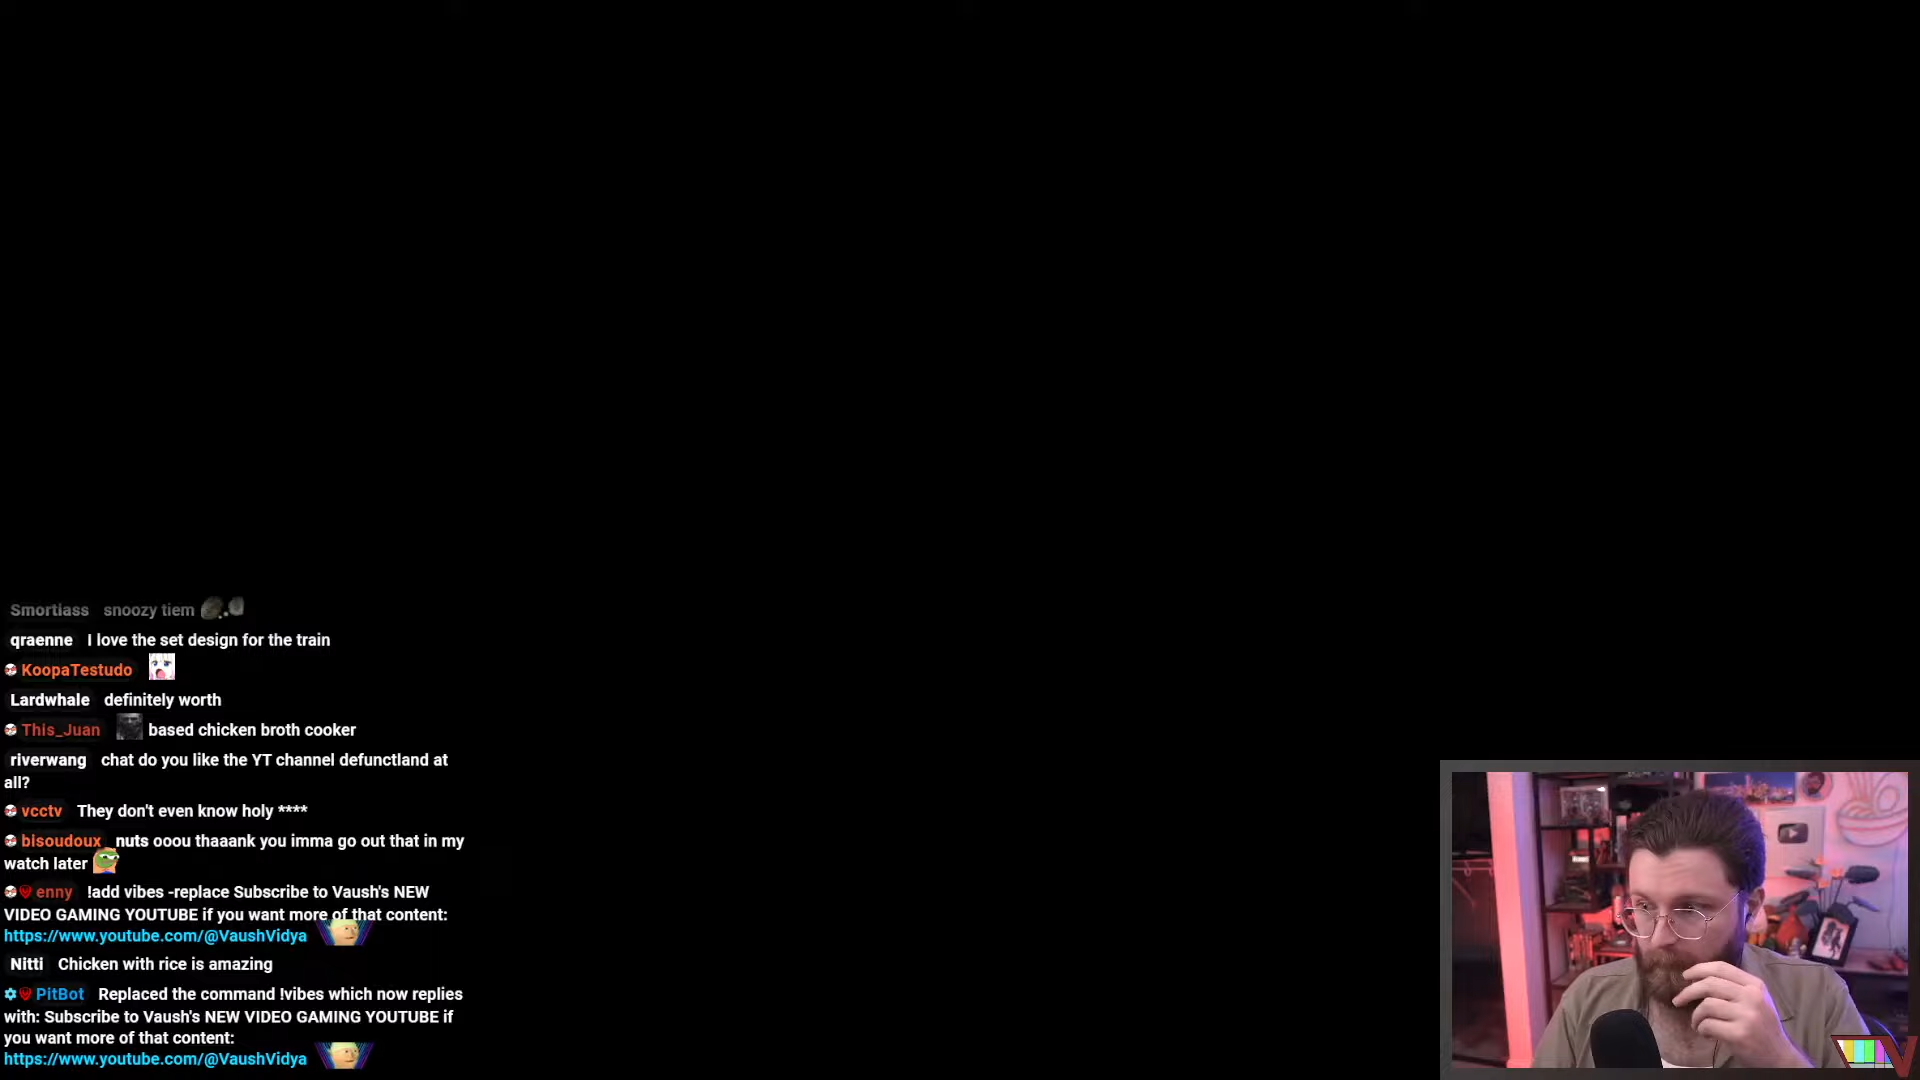 Smortiass snoozy tiem
qraenne I love the set design for the train
KoopaTestudo
Lardwhale definitely worth
This_Juan based chicken broth cooker
riverwang chat do you like the YT channel defunctland at
all?
vcctv They don't even know holy ****
bisoudoux nuts ooou thaaank you imma go out that in my
watch later
enny !add vibes -replace Subscribe to Vaush's NEW
VIDEO GAMING YOUTUBE if you want more of that content:
https://www.youtube.com/@VaushVidya
Nitti Chicken with rice is amazing
PitBot Replaced the command !vibes which now replies
with: Subscribe to Vaush's NEW VIDEO GAMING YOUTUBE if
you want more of that content:
https://www.youtube.com/@VaushVidya